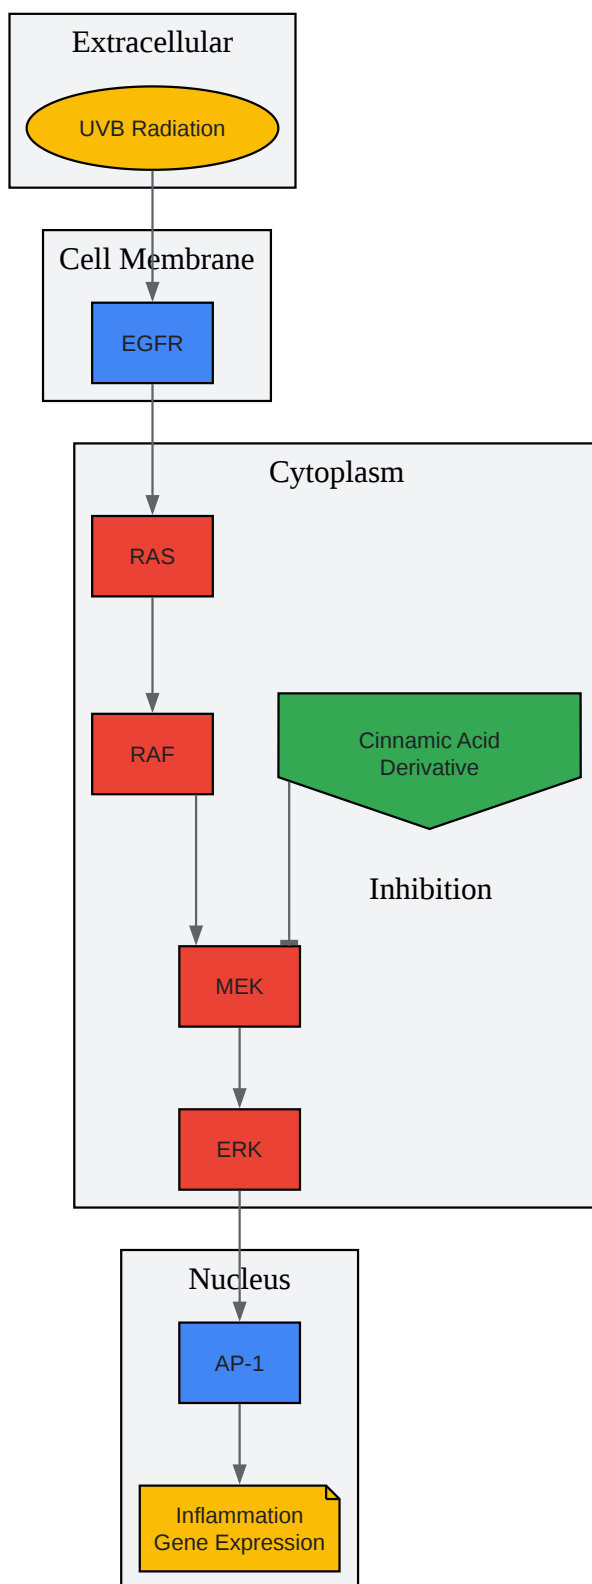 Extracellular
UVB Radiation
Cell Membrane
EGFR
Cytoplasm
RAS
RAF
Cinnamic Acid
Derivative
Inhibition
MEK
ERK
Nucleus
AP-1
Inflammation
Gene Expression